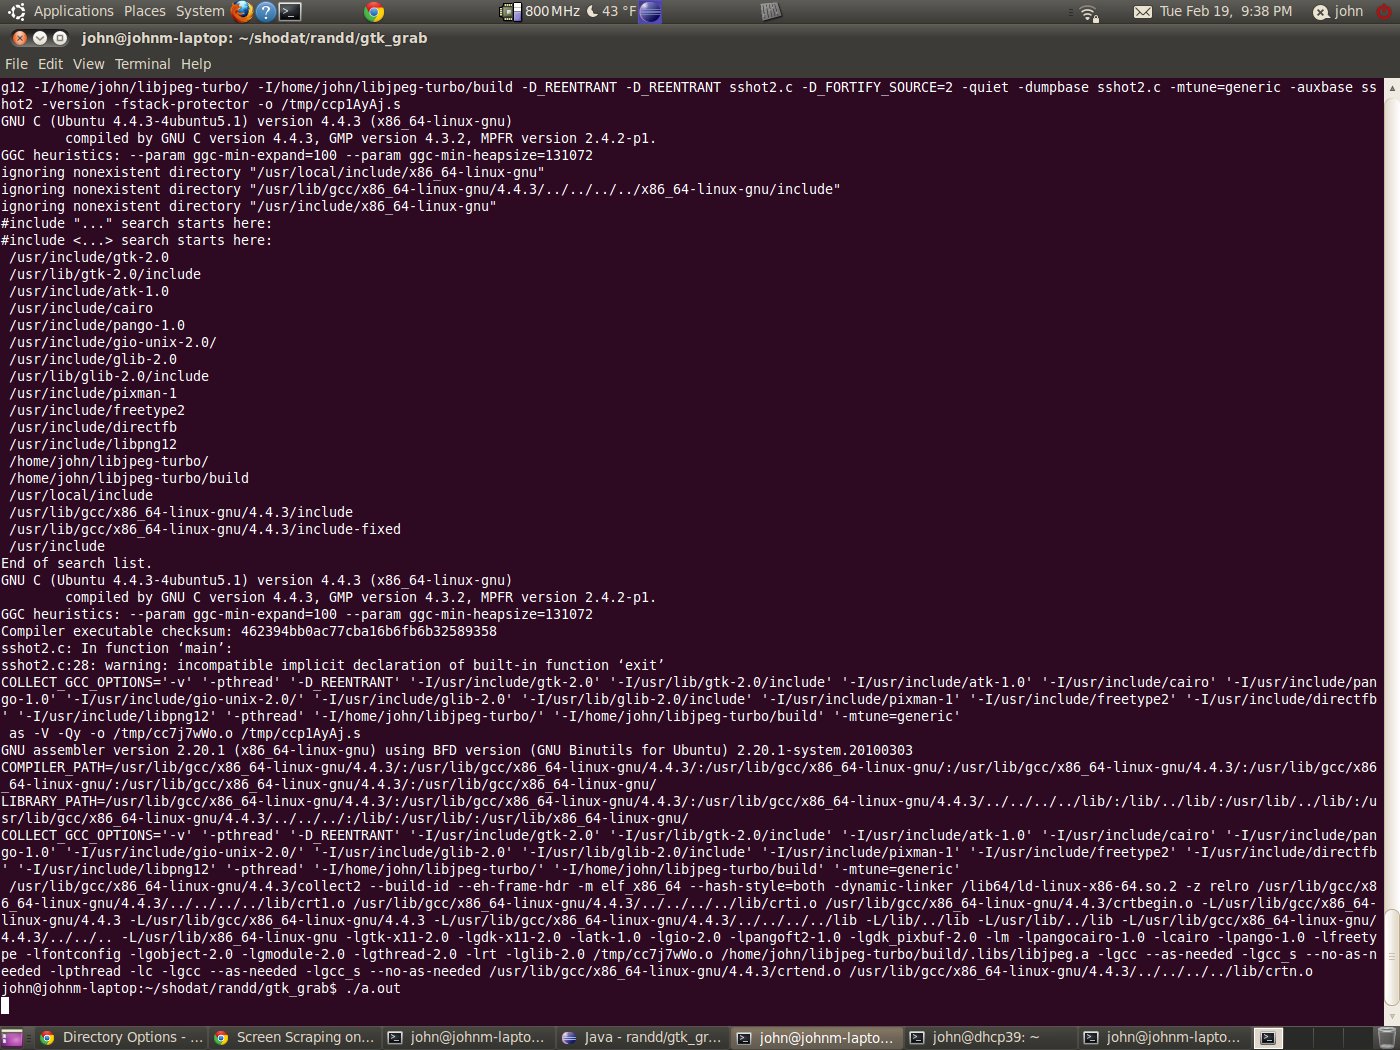 Applications Places System 800 MHz 43 °F Tue Feb 19, 9:38 PM john
john@johnm-laptop: ~/shodat/randd/gtk_grab
File Edit View Terminal Help
g12 -I/home/john/libjpeg-turbo/ -I/home/john/libjpeg-turbo/build -D_REENTRANT -D_REENTRANT sshot2.c -D_FORTIFY_SOURCE=2 -quiet -dumpbase sshot2.c -mtune=generic -auxbase ss
hot2 -version -fstack-protector -o /tmp/ccp1AyAj.s
GNU C (Ubuntu 4.4.3-4ubuntu5.1) version 4.4.3 (x86_64-linux-gnu)
        compiled by GNU C version 4.4.3, GMP version 4.3.2, MPFR version 2.4.2-p1.
GGC heuristics: --param ggc-min-expand=100 --param ggc-min-heapsize=131072
ignoring nonexistent directory "/usr/local/include/x86_64-linux-gnu"
ignoring nonexistent directory "/usr/lib/gcc/x86_64-linux-gnu/4.4.3/../../../../x86_64-linux-gnu/include"
ignoring nonexistent directory "/usr/include/x86_64-linux-gnu"
#include "..." search starts here:
#include <...> search starts here:
 /usr/include/gtk-2.0
 /usr/lib/gtk-2.0/include
 /usr/include/atk-1.0
 /usr/include/cairo
 /usr/include/pango-1.0
 /usr/include/gio-unix-2.0/
 /usr/include/glib-2.0
 /usr/lib/glib-2.0/include
 /usr/include/pixman-1
 /usr/include/freetype2
 /usr/include/directfb
 /usr/include/libpng12
 /home/john/libjpeg-turbo/
 /home/john/libjpeg-turbo/build
 /usr/local/include
 /usr/lib/gcc/x86_64-linux-gnu/4.4.3/include
 /usr/lib/gcc/x86_64-linux-gnu/4.4.3/include-fixed
 /usr/include
End of search list.
GNU C (Ubuntu 4.4.3-4ubuntu5.1) version 4.4.3 (x86_64-linux-gnu)
        compiled by GNU C version 4.4.3, GMP version 4.3.2, MPFR version 2.4.2-p1.
GGC heuristics: --param ggc-min-expand=100 --param ggc-min-heapsize=131072
Compiler executable checksum: 462394bb0ac77cba16b6fb6b32589358
sshot2.c: In function ‘main’:
sshot2.c:28: warning: incompatible implicit declaration of built-in function ‘exit’
COLLECT_GCC_OPTIONS='-v' '-pthread' '-D_REENTRANT' '-I/usr/include/gtk-2.0' '-I/usr/lib/gtk-2.0/include' '-I/usr/include/atk-1.0' '-I/usr/include/cairo' '-I/usr/include/pan
go-1.0' '-I/usr/include/gio-unix-2.0/' '-I/usr/include/glib-2.0' '-I/usr/lib/glib-2.0/include' '-I/usr/include/pixman-1' '-I/usr/include/freetype2' '-I/usr/include/directfb
' '-I/usr/include/libpng12' '-pthread' '-I/home/john/libjpeg-turbo/' '-I/home/john/libjpeg-turbo/build' '-mtune=generic'
 as -V -Qy -o /tmp/cc7j7wWo.o /tmp/ccp1AyAj.s
GNU assembler version 2.20.1 (x86_64-linux-gnu) using BFD version (GNU Binutils for Ubuntu) 2.20.1-system.20100303
COMPILER_PATH=/usr/lib/gcc/x86_64-linux-gnu/4.4.3/:/usr/lib/gcc/x86_64-linux-gnu/4.4.3/:/usr/lib/gcc/x86_64-linux-gnu/:/usr/lib/gcc/x86_64-linux-gnu/4.4.3/:/usr/lib/gcc/x86
_64-linux-gnu/:/usr/lib/gcc/x86_64-linux-gnu/4.4.3/:/usr/lib/gcc/x86_64-linux-gnu/
LIBRARY_PATH=/usr/lib/gcc/x86_64-linux-gnu/4.4.3/:/usr/lib/gcc/x86_64-linux-gnu/4.4.3/:/usr/lib/gcc/x86_64-linux-gnu/4.4.3/../../../../lib/:/lib/../lib/:/usr/lib/../lib/:/u
sr/lib/gcc/x86_64-linux-gnu/4.4.3/../../../:/lib/:/usr/lib/:/usr/lib/x86_64-linux-gnu/
COLLECT_GCC_OPTIONS='-v' '-pthread' '-D_REENTRANT' '-I/usr/include/gtk-2.0' '-I/usr/lib/gtk-2.0/include' '-I/usr/include/atk-1.0' '-I/usr/include/cairo' '-I/usr/include/pan
go-1.0' '-I/usr/include/gio-unix-2.0/' '-I/usr/include/glib-2.0' '-I/usr/lib/glib-2.0/include' '-I/usr/include/pixman-1' '-I/usr/include/freetype2' '-I/usr/include/directfb
' '-I/usr/include/libpng12' '-pthread' '-I/home/john/libjpeg-turbo/' '-I/home/john/libjpeg-turbo/build' '-mtune=generic'
 /usr/lib/gcc/x86_64-linux-gnu/4.4.3/collect2 --build-id --eh-frame-hdr -m elf_x86_64 --hash-style=both -dynamic-linker /lib64/ld-linux-x86-64.so.2 -z relro /usr/lib/gcc/x8
6_64-linux-gnu/4.4.3/../../../../lib/crt1.o /usr/lib/gcc/x86_64-linux-gnu/4.4.3/../../../../lib/crti.o /usr/lib/gcc/x86_64-linux-gnu/4.4.3/crtbegin.o -L/usr/lib/gcc/x86_64-
linux-gnu/4.4.3 -L/usr/lib/gcc/x86_64-linux-gnu/4.4.3 -L/usr/lib/gcc/x86_64-linux-gnu/4.4.3/../../../../lib -L/lib/../lib -L/usr/lib/../lib -L/usr/lib/gcc/x86_64-linux-gnu/
4.4.3/../../.. -L/usr/lib/x86_64-linux-gnu -lgtk-x11-2.0 -lgdk-x11-2.0 -latk-1.0 -lgio-2.0 -lpangoft2-1.0 -lgdk_pixbuf-2.0 -lm -lpangocairo-1.0 -lcairo -lpango-1.0 -lfreety
pe -lfontconfig -lgobject-2.0 -lgmodule-2.0 -lgthread-2.0 -lrt -lglib-2.0 /tmp/cc7j7wWo.o /home/john/libjpeg-turbo/build/.libs/libjpeg.a -lgcc --as-needed -lgcc_s --no-as-n
eeded -lpthread -lc -lgcc --as-needed -lgcc_s --no-as-needed /usr/lib/gcc/x86_64-linux-gnu/4.4.3/crtend.o /usr/lib/gcc/x86_64-linux-gnu/4.4.3/../../../../lib/crtn.o
john@johnm-laptop:~/shodat/randd/gtk_grab$ ./a.out
Directory Options - ... Screen Scraping on... john@johnm-lapto... Java - randd/gtk_gr... john@johnm-lapto... john@dhcp39: ~ john@johnm-lapto...